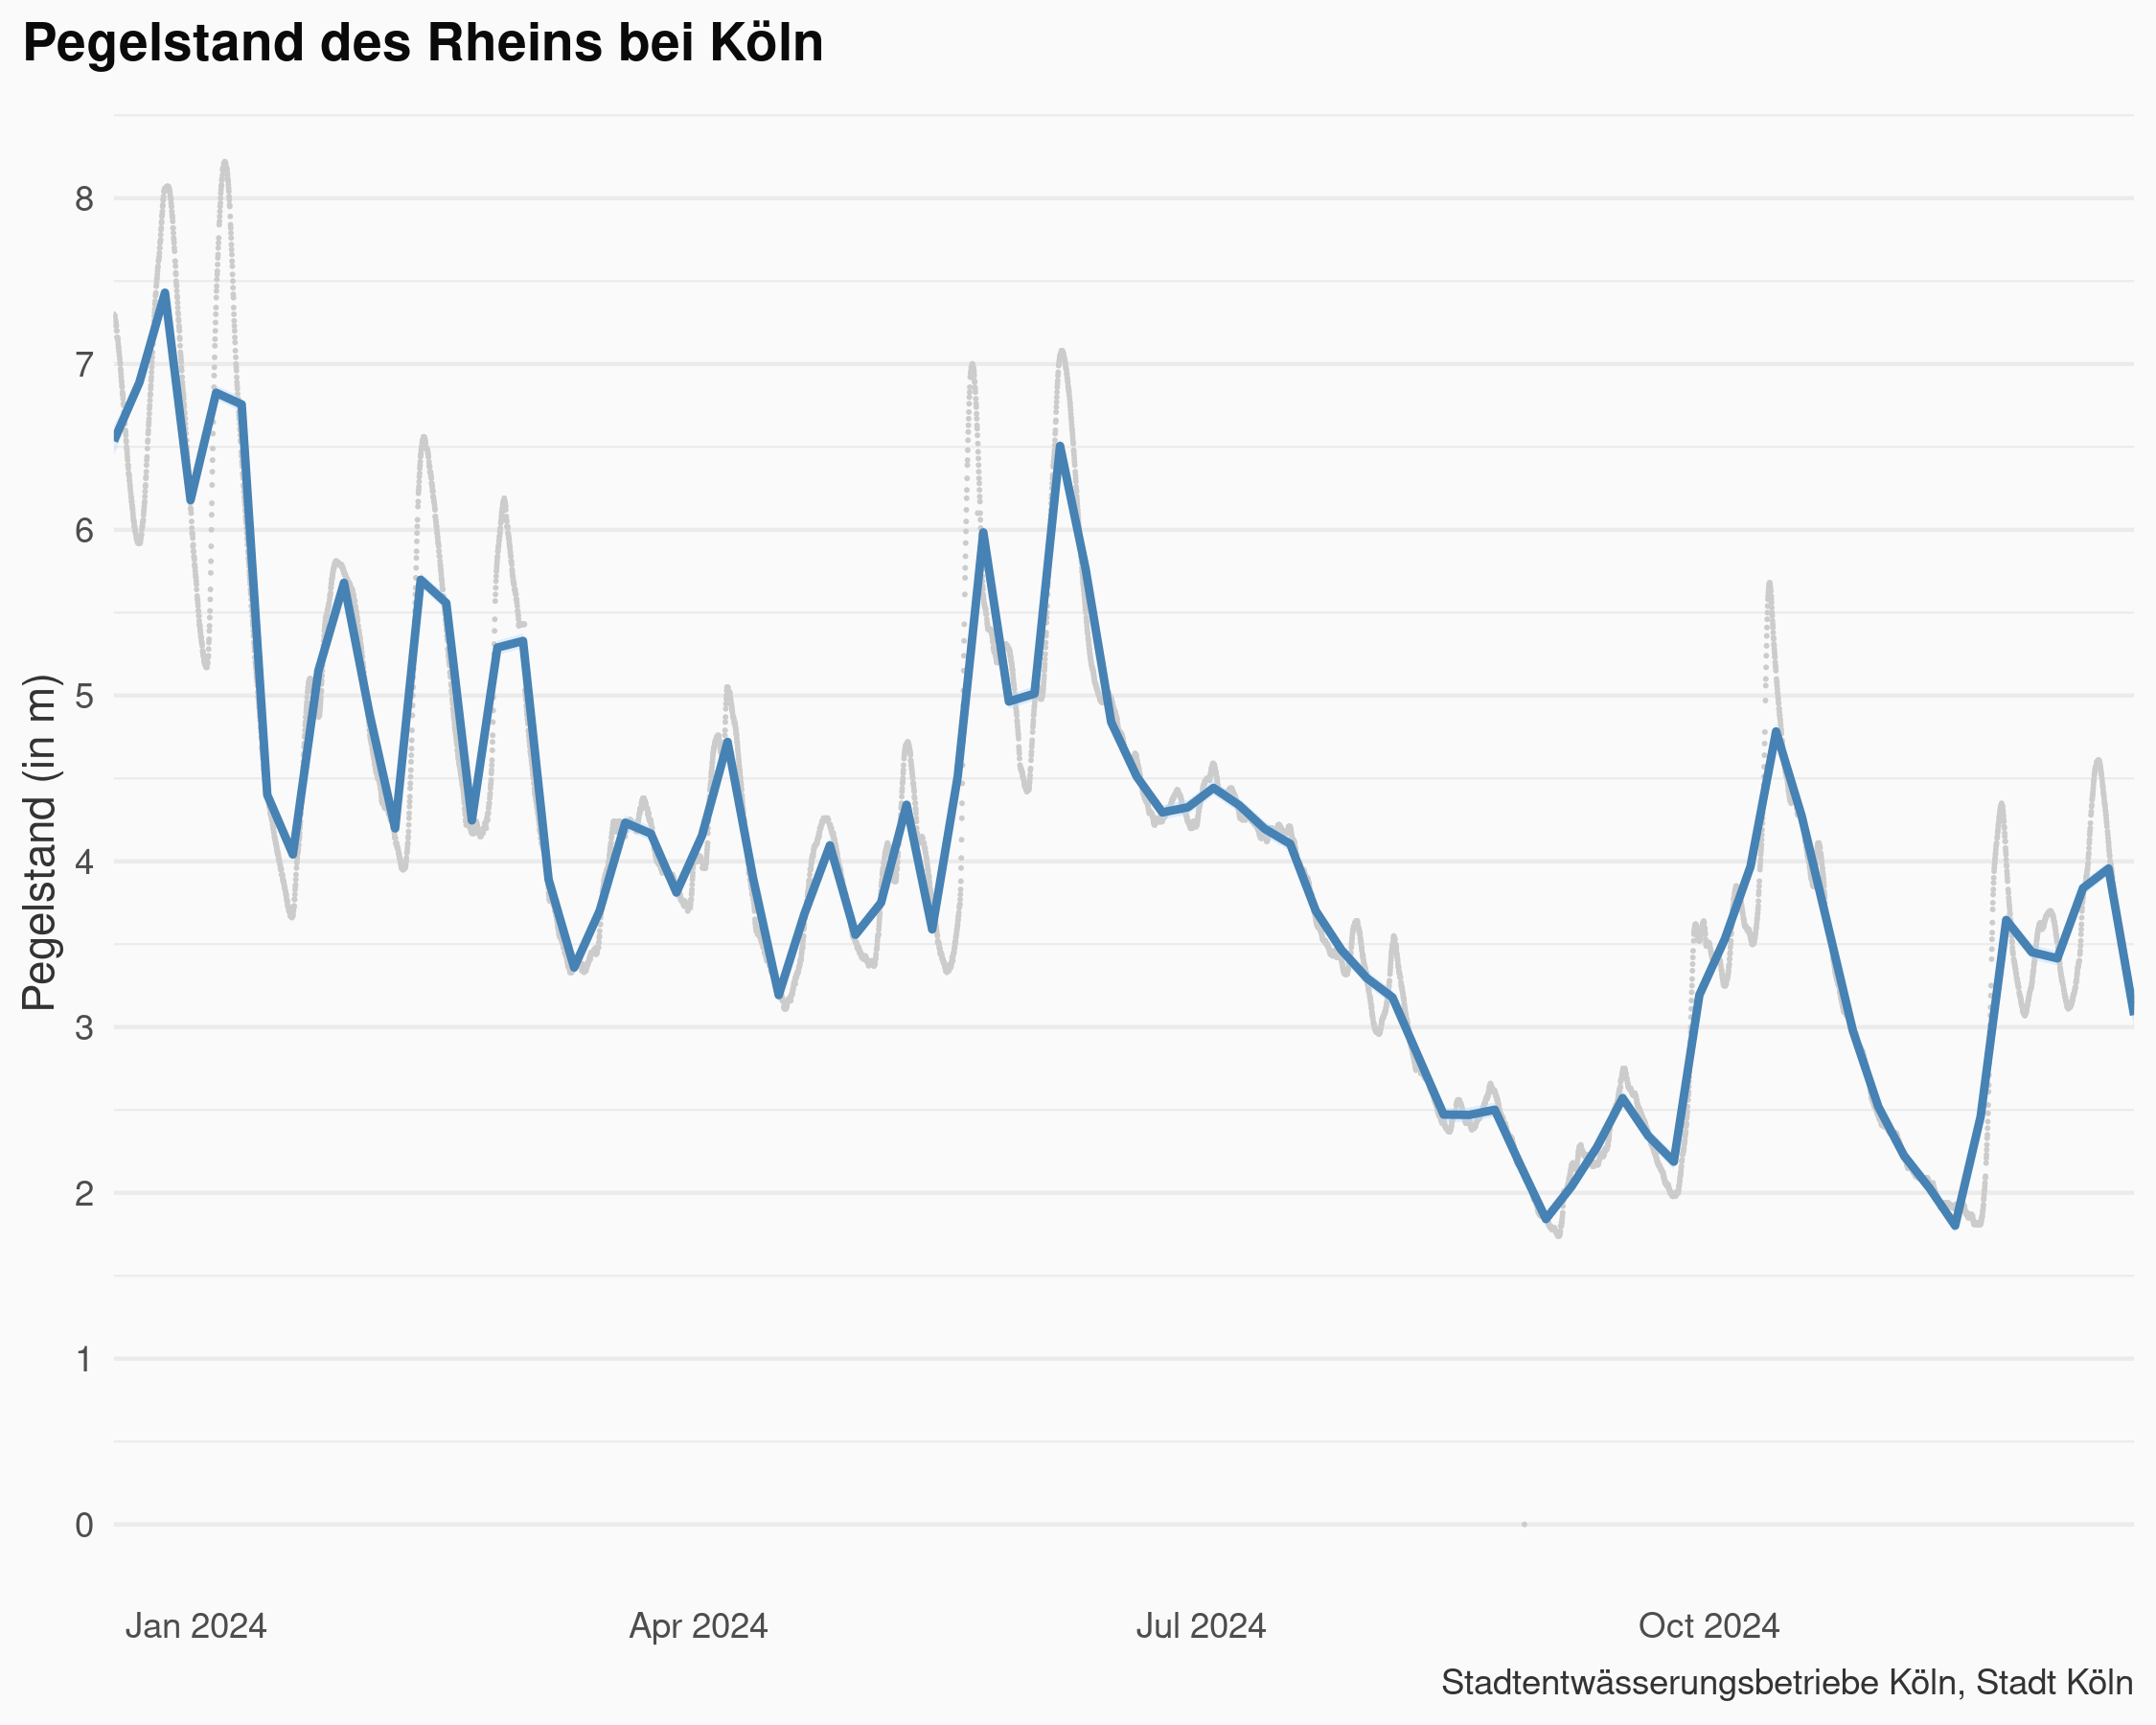 Pegelstand des Rheins bei Köln
Pegelstand (in m)
8
7
6
5
4
3
2
1
0
Jan 2024 Apr 2024 Jul 2024 Oct 2024
Stadtentwässerungsbetriebe Köln, Stadt Köln